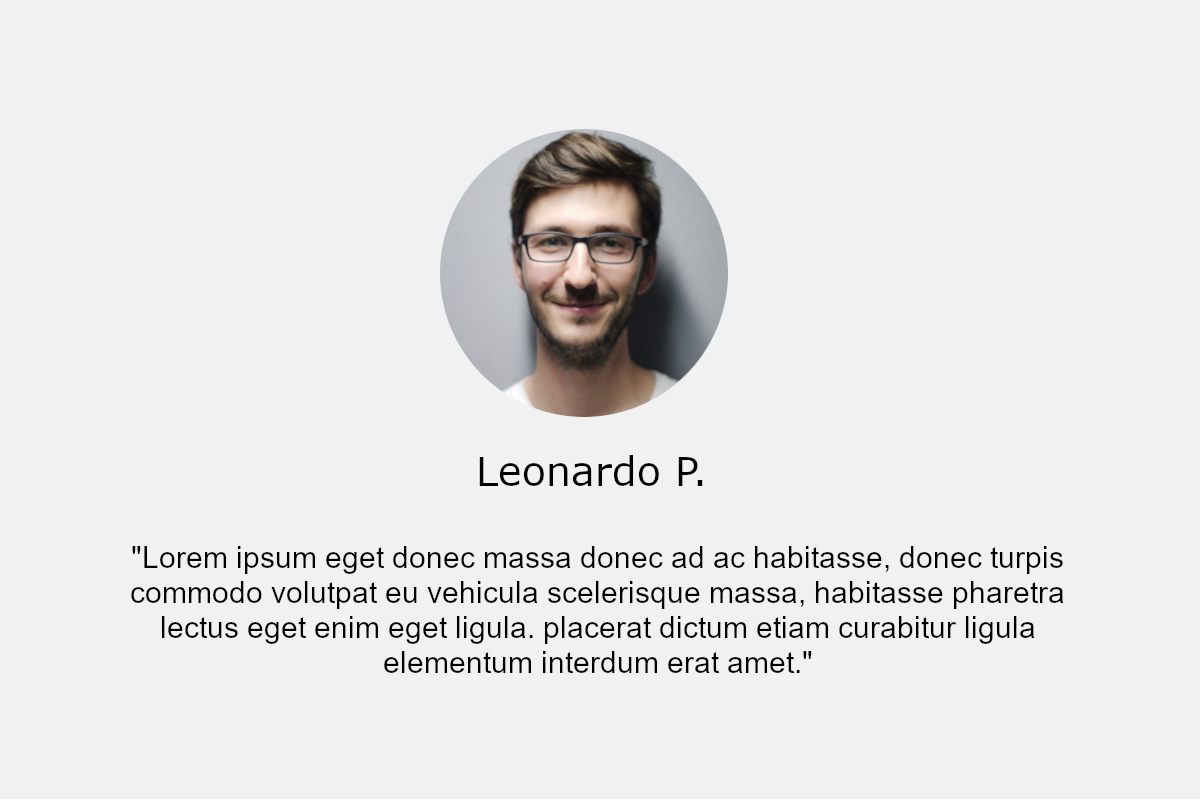 Leonardo P.
"Lorem ipsum eget donec massa donec ad ac habitasse, donec turpis
commodo volutpat eu vehicula scelerisque massa, habitasse pharetra
lectus eget enim eget ligula. placerat dictum etiam curabitur ligula
elementum interdum erat amet."